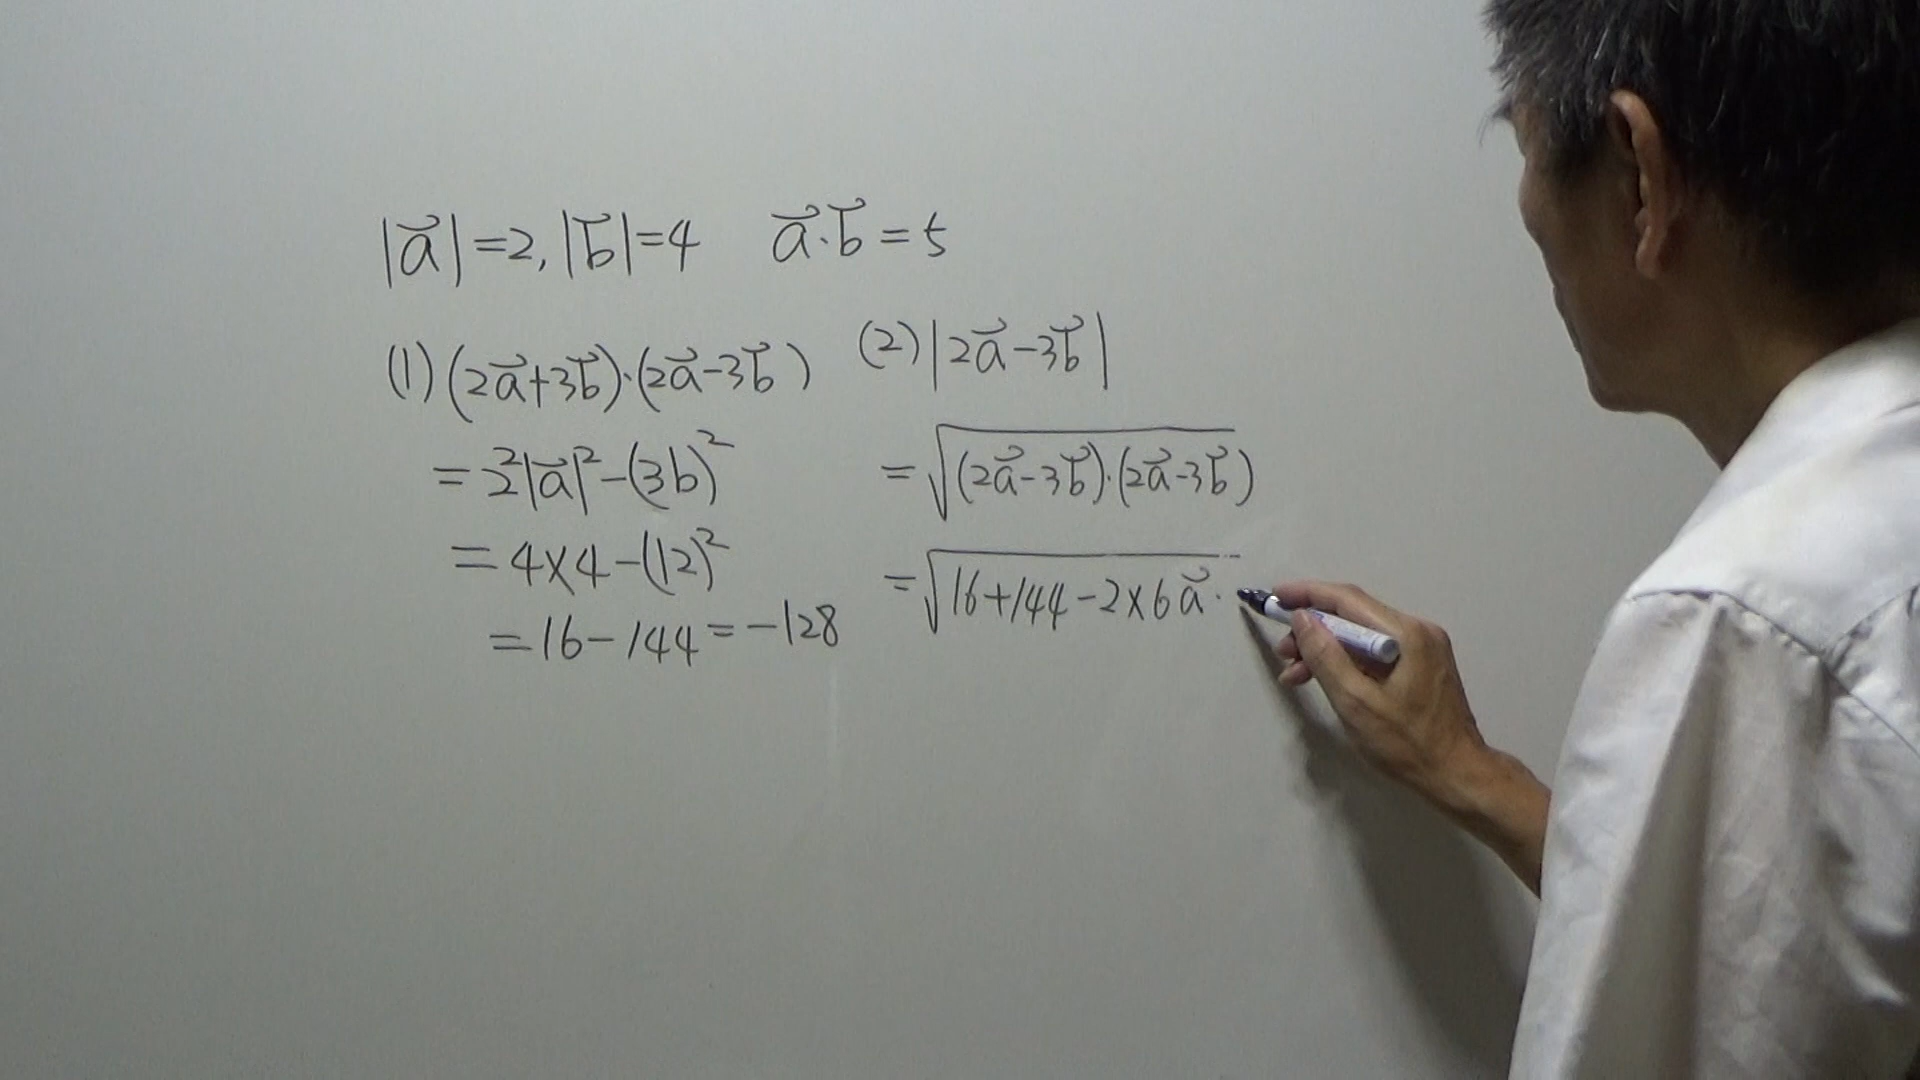 |a⃗|=2, |b⃗|=4 a⃗·b⃗=5
(1) (2a⃗+3b⃗)·(2a⃗-3b⃗)
=2²|a⃗|²-(3b)²
=4×4-(12)²
=16-144=-128
(2) |2a⃗-3b⃗|
=√(2a⃗-3b⃗)·(2a⃗-3b⃗)
=√16+144-2×6a⃗·